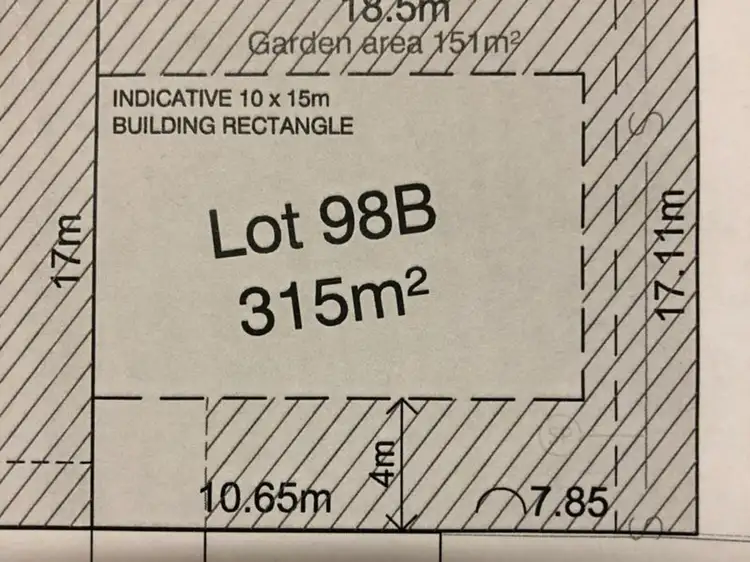 18.5m
Garden area 151m²
INDICATIVE 10 x 15m
BUILDING RECTANGLE
Lot 98B
315m²
17m
17.11m
4m
10.65m
7.85
S
S